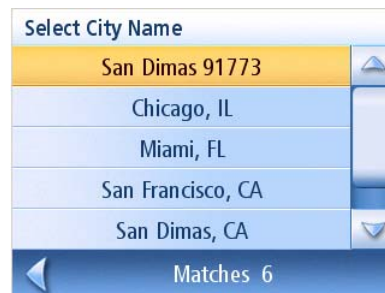 Select City Name
San Dimas 91773
Chicago, IL
Miami, FL
San Francisco, CA
San Dimas, CA
Matches 6